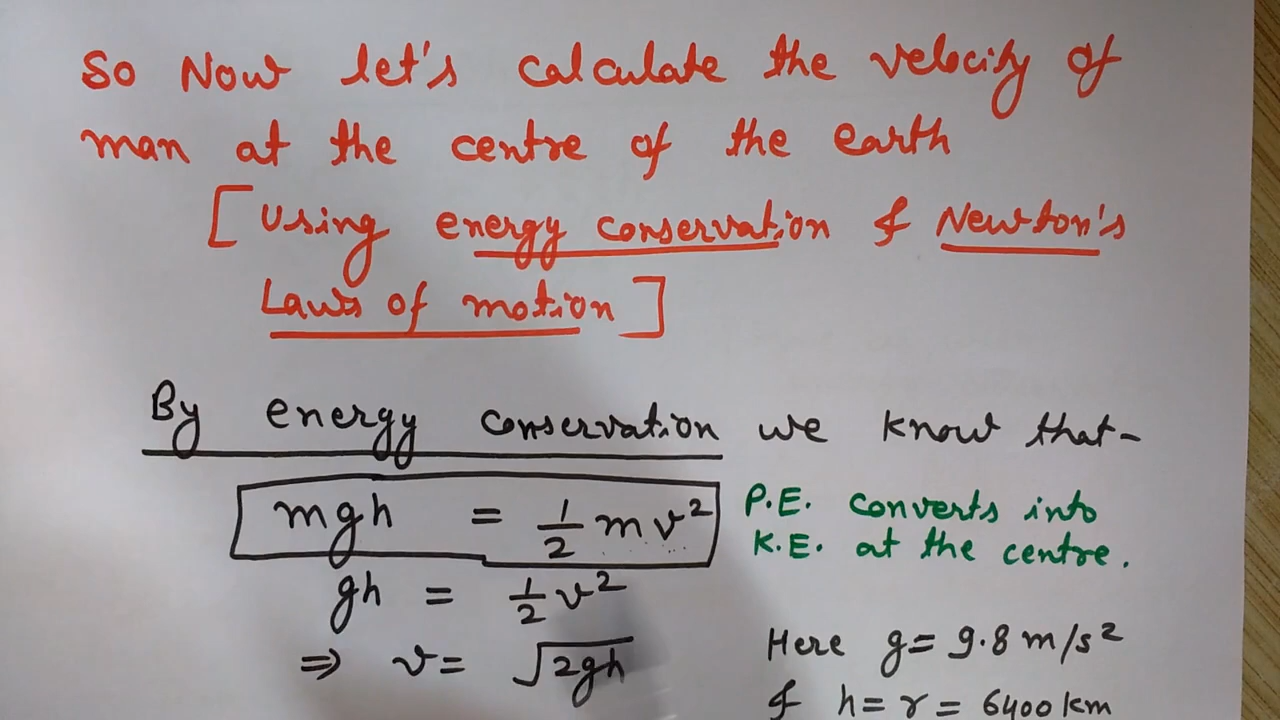 So Now let's calculate the velocity of
man at the centre of the earth
[Using energy conservation & Newton's
Laws of motion]
By energy conservation we know that-
mgh = 1/2 mv²
P.E. converts into
K.E. at the centre.
gh = 1/2 v²
⇒ v = √2gh
Here g = 9.8 m/s²
& h = r = 6400 km